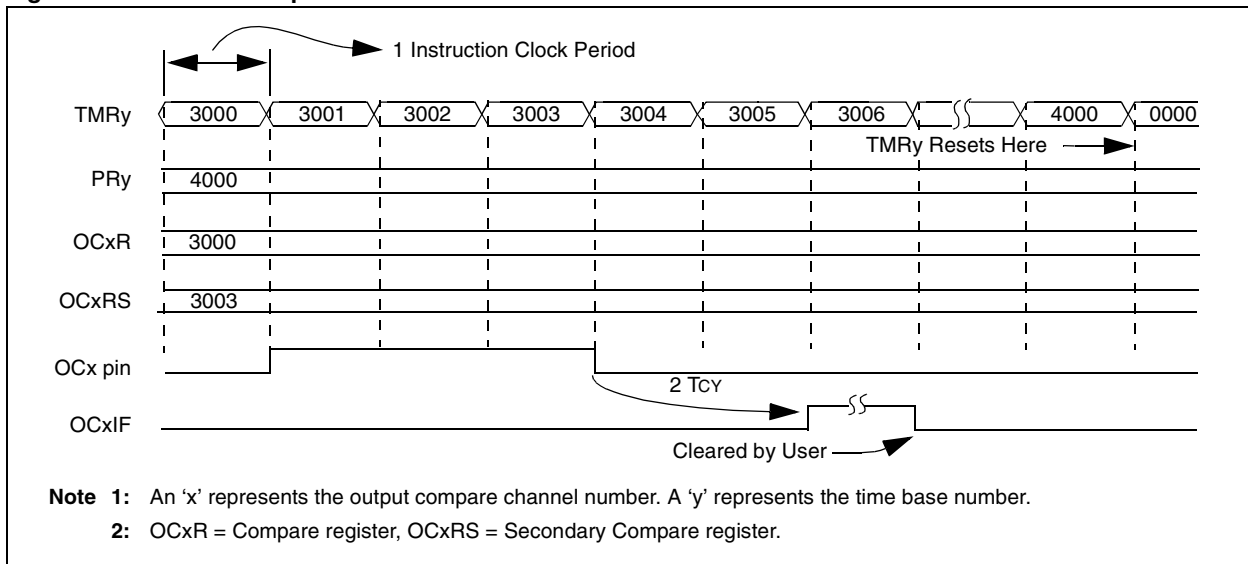 1 Instruction Clock Period
TMRy 3000 3001 3002 3003 3004 3005 3006 4000 0000
TMRy Resets Here
PRy 4000
OCxR 3000
OCxRS 3003
OCx pin
2 TCY
OCxIF
Cleared by User
Note 1: An ‘x’ represents the output compare channel number. A ‘y’ represents the time base number.
2: OCxR = Compare register, OCxRS = Secondary Compare register.